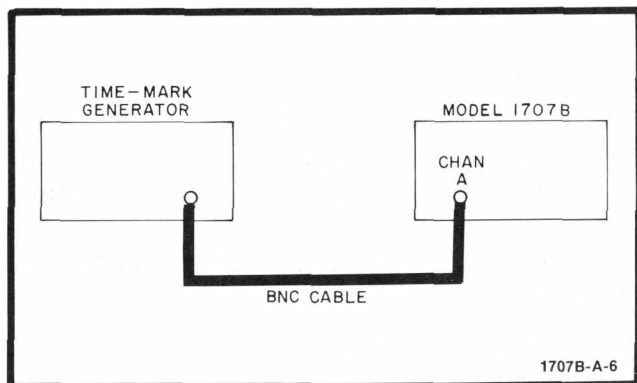 TIME-MARK
GENERATOR
MODEL 1707B
CHAN
A
BNC CABLE
1707B-A-6